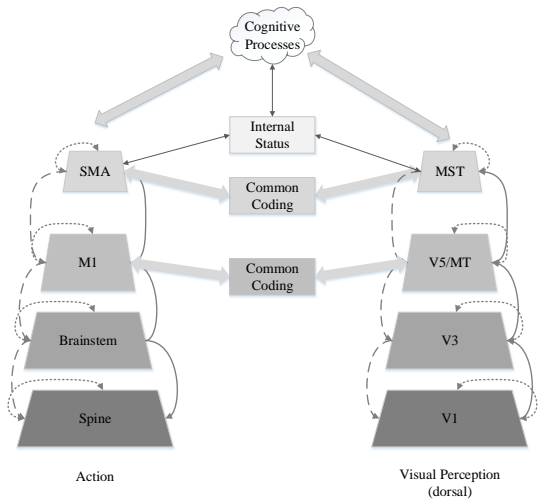 Cognitive
Processes
Internal
Status
SMA
MST
Common
Coding
M1
V5/MT
Common
Coding
Brainstem
V3
Spine
V1
Action
Visual Perception
(dorsal)